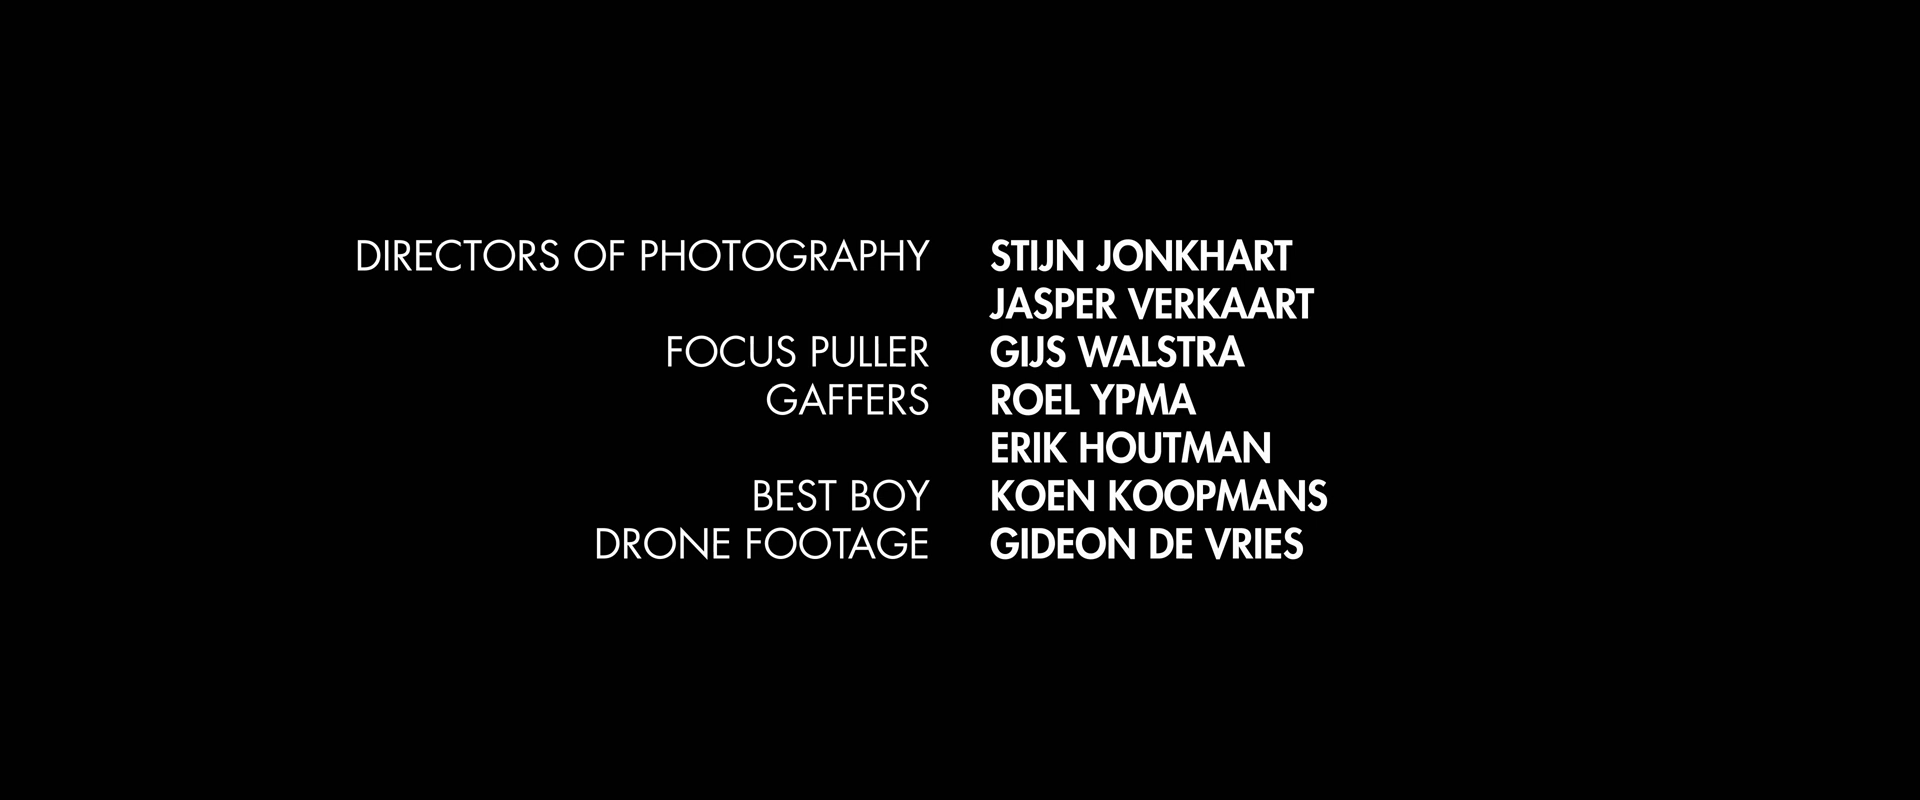 DIRECTORS OF PHOTOGRAPHY STIJN JONKHART
JASPER VERKAART
FOCUS PULLER GIJS WALSTRA
GAFFERS ROEL YPMA
ERIK HOUTMAN
BEST BOY KOEN KOOPMANS
DRONE FOOTAGE GIDEON DE VRIES